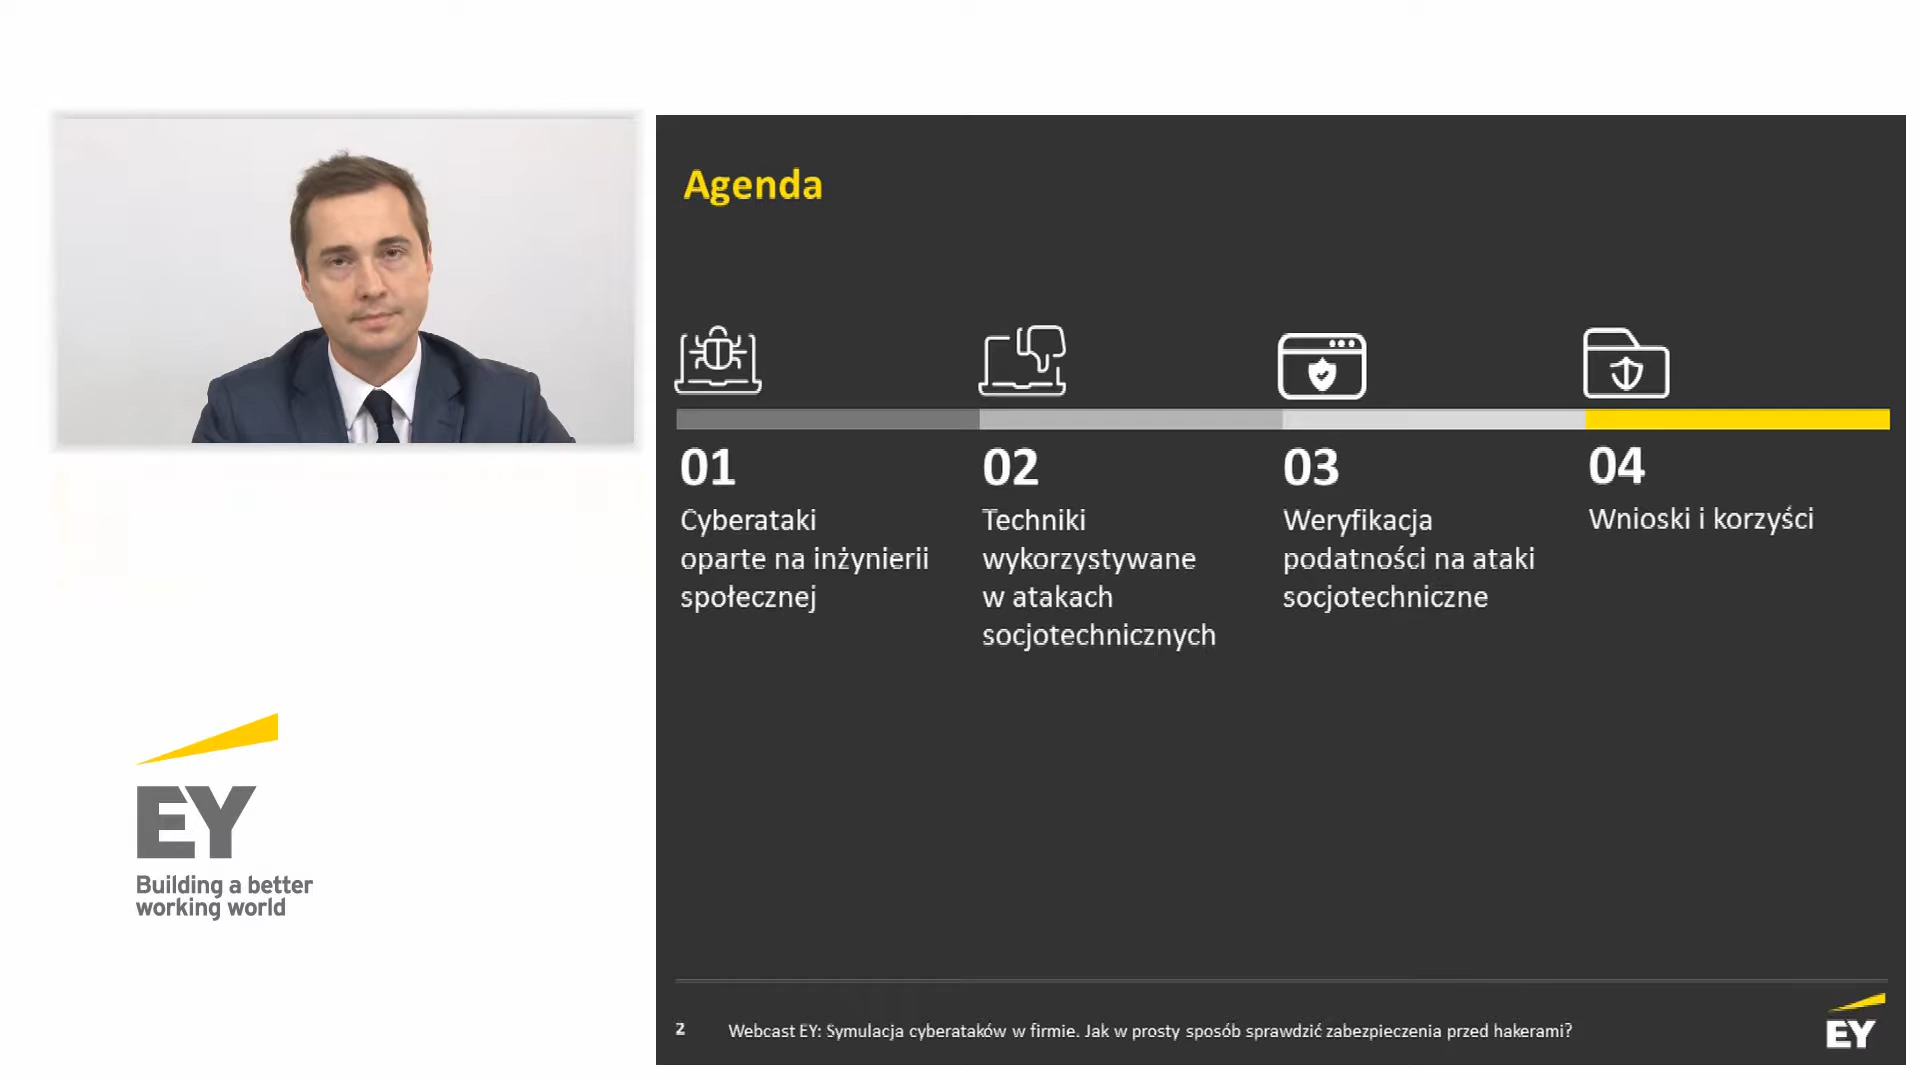 Agenda
01
Cyberataki
oparte na inżynierii
społecznej
02
Techniki
wykorzystywane
w atakach
socjotechnicznych
03
Weryfikacja
podatności na ataki
socjotechniczne
04
Wnioski i korzyści
EY
Building a better
working world
2 Webcast EY: Symulacja cyberataków w firmie. Jak w prosty sposób sprawdzić zabezpieczenia przed hakerami?
EY